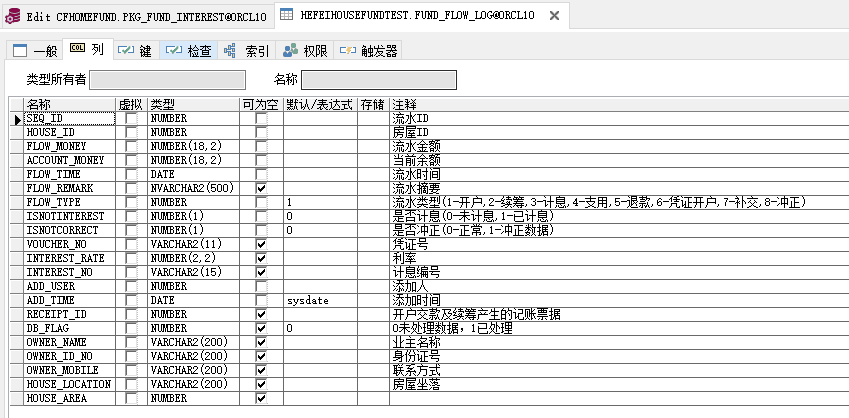 Edit CFHOMEFUND.PKG_FUND_INTEREST@ORCL10 HEFEIHOUSEFUNDTEST.FUND_FLOW_LOG@ORCL10
一般 列 键 检查 索引 权限 触发器
类型所有者 名称
名称 虚拟 类型 可为空 默认/表达式 存储 注释
SEQ_ID NUMBER 流水ID
HOUSE_ID NUMBER 房屋ID
FLOW_MONEY NUMBER(18,2) 流水金额
ACCOUNT_MONEY NUMBER(18,2) 当前余额
FLOW_TIME DATE 流水时间
FLOW_REMARK NVARCHAR2(500) 流水摘要
FLOW_TYPE NUMBER 1 流水类型(1-开户,2-续筹,3-计息,4-支用,5-退款,6-凭证开户,7-补交,8-冲正)
ISNOTINTEREST NUMBER(1) 0 是否计息(0-未计息,1-已计息)
ISNOTCORRECT NUMBER(1) 0 是否冲正(0-正常,1-冲正数据)
VOUCHER_NO VARCHAR2(11) 凭证号
INTEREST_RATE NUMBER(2,2) 利率
INTEREST_NO VARCHAR2(15) 计息编号
ADD_USER NUMBER 添加人
ADD_TIME DATE sysdate 添加时间
RECEIPT_ID NUMBER 开户交款及续筹产生的记账票据
DB_FLAG NUMBER 0 0未处理数据，1已处理
OWNER_NAME VARCHAR2(200) 业主名称
OWNER_ID_NO VARCHAR2(200) 身份证号
OWNER_MOBILE VARCHAR2(200) 联系方式
HOUSE_LOCATION VARCHAR2(200) 房屋坐落
HOUSE_AREA NUMBER